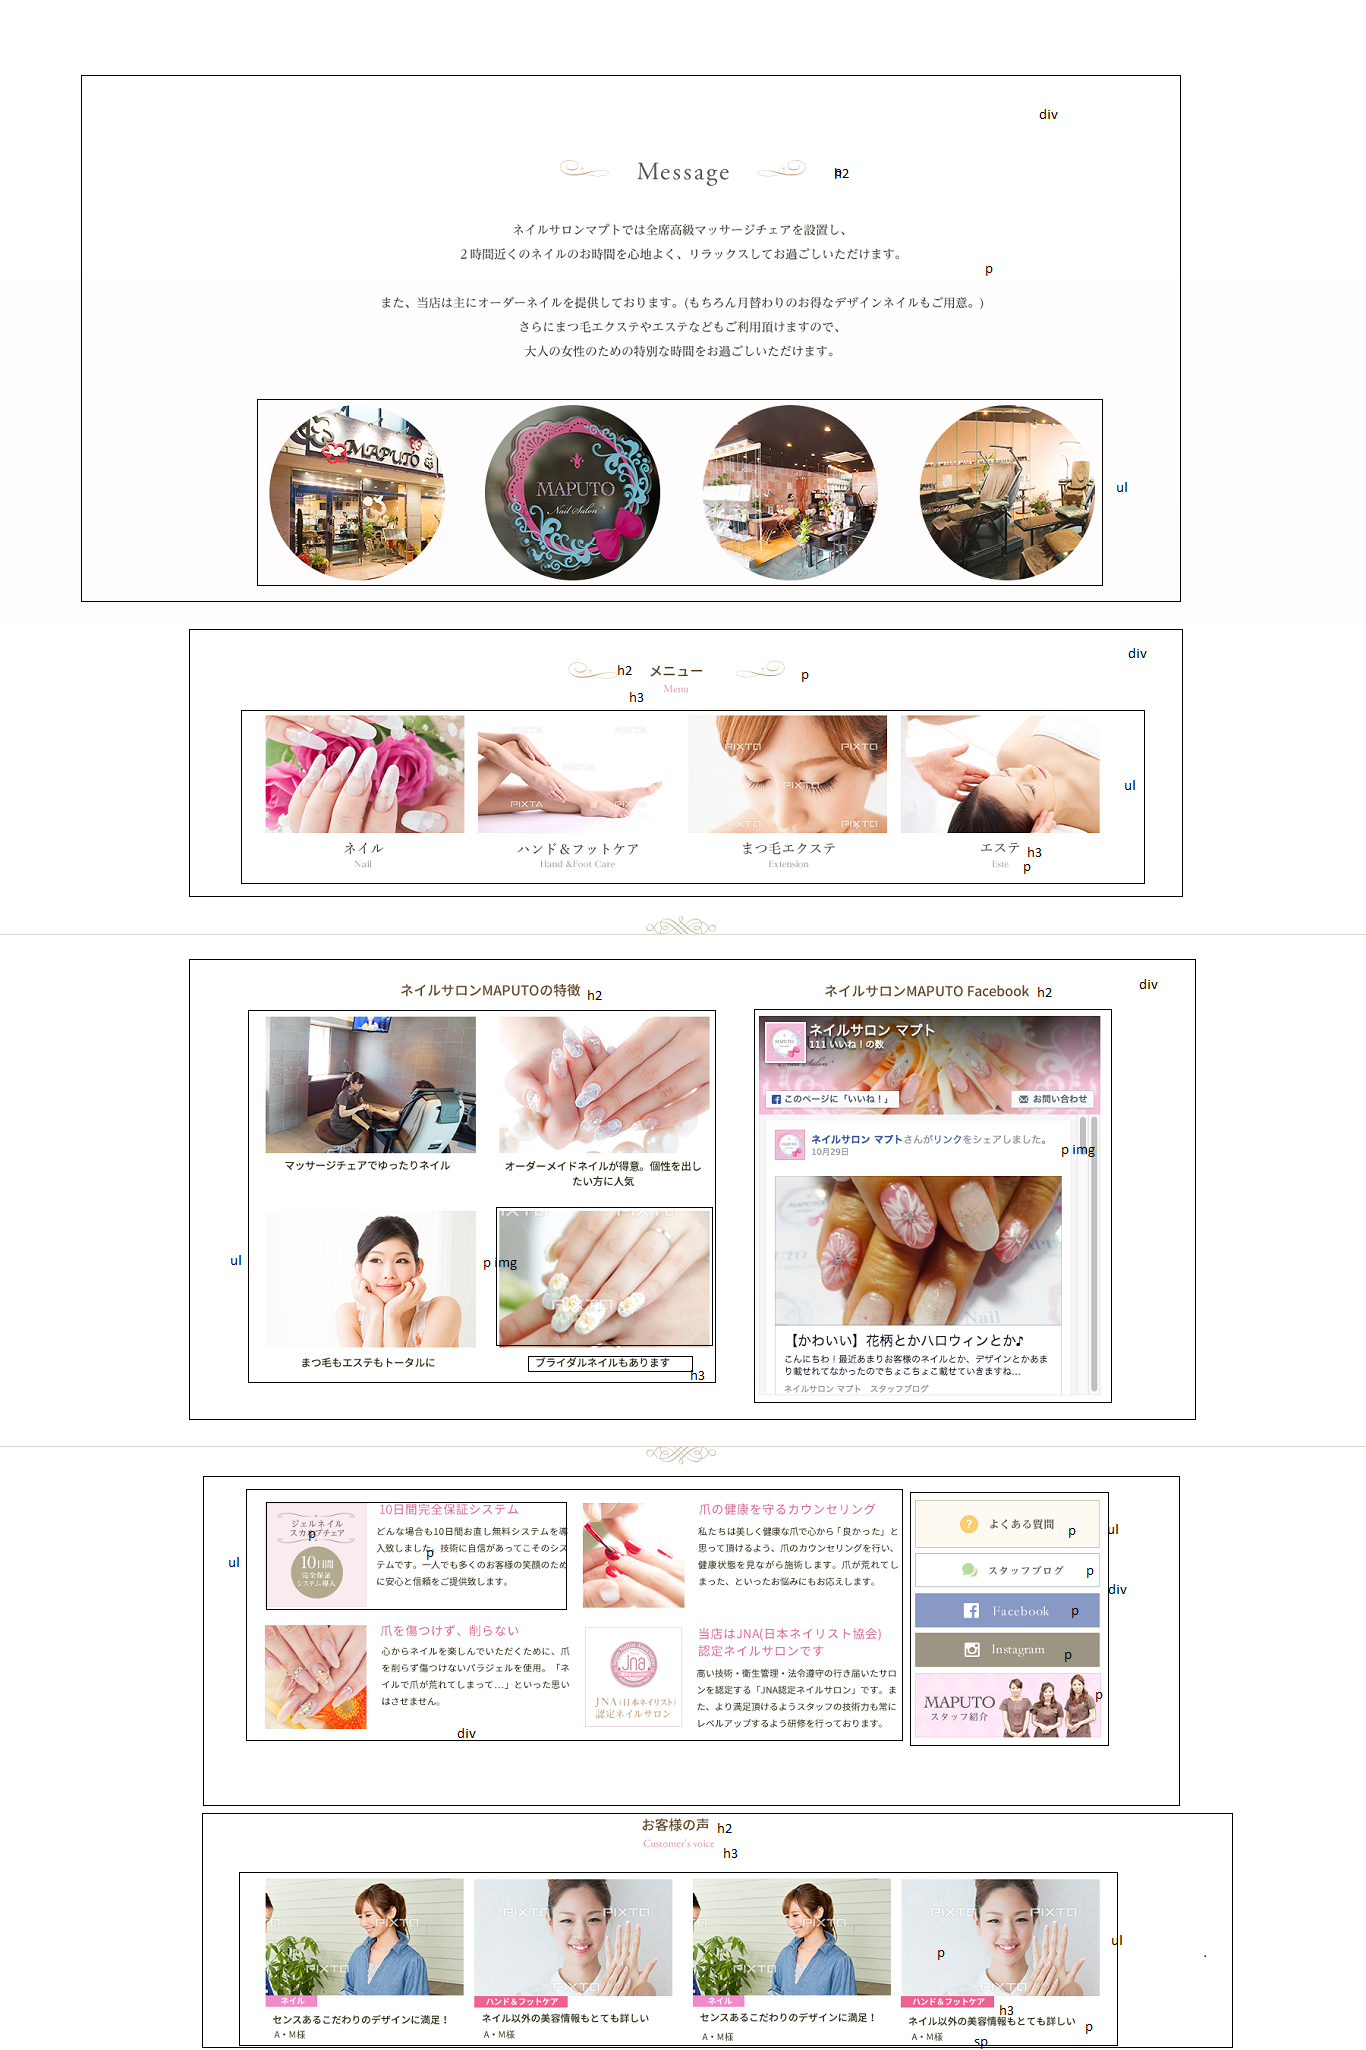 div
Message
h2
ネイルサロンマプトでは全席高級マッサージチェアを設置し、
２時間近くのネイルのお時間を心地よく、リラックスしてお過ごしいただけます。
p
また、当店は主にオーダーネイルを提供しております。(もちろん月替わりのお得なデザインネイルもご用意。)
さらにまつ毛エクステやエステなどもご利用頂けますので、
大人の女性のための特別な時間をお過ごしいただけます。
MAPUTO
MAPUTO
Nail Salon
ul
div
h2 メニュー p
Menu
h3
PIXTA PIXTA PIXTA PIXTA
PIXTA PIXTA PIXTA PIXTA PIXTA
ul
ネイル ハンド＆フットケア まつ毛エクステ エステ h3
Nail Hand &Foot Care Extension Este p
ネイルサロンMAPUTOの特徴 h2
ネイルサロンMAPUTO Facebook h2
div
マッサージチェアでゆったりネイル
オーダーメイドネイルが得意。個性を出し
たい方に人気
ul
p img
PIXTA
まつ毛もエステもトータルに
ブライダルネイルもあります
h3
ネイルサロン マプト
111 いいね！の数
このページに「いいね！」 お問い合わせ
ネイルサロン マプトさんがリンクをシェアしました。
10月29日
p img
【かわいい】花柄とかハロウィンとか♪
こんにちわ！最近あまりお客様のネイルとか、デザインとかあま
り載せれてなかったのでちょこちょこ載せていきますね...
ネイルサロン マプト スタッフブログ
ul
ジェルネイル
スカルプチュア
p
10日間
完全保証
システム導入
10日間完全保証システム
どんな場合も10日間お直し無料システムを導
入致しました。技術に自信があってこそのシス
テムです。一人でも多くのお客様の笑顔のため
に安心と信頼をご提供致します。
p
爪の健康を守るカウンセリング
私たちは美しく健康な爪で心から「良かった」と
思って頂けるよう、爪のカウンセリングを行い、
健康状態を見ながら施術します。爪が荒れてし
まった、といったお悩みにもお応えします。
爪を傷つけず、削らない
心からネイルを楽しんでいただくために、爪
を削らず傷つけないパラジェルを使用。「ネ
イルで爪が荒れてしまって…」といった思い
はさせません。
div
Jna
JNA(日本ネイリスト)
認定ネイルサロン
当店はJNA(日本ネイリスト協会)
認定ネイルサロンです
高い技術・衛生管理・法令遵守の行き届いたサロ
ンを認定する「JNA認定ネイルサロン」です。ま
た、より満足頂けるようスタッフの技術力も常に
レベルアップするよう研修を行っております。
? よくある質問 p
ul
スタッフブログ p
div
Facebook p
Instagram p
MAPUTO p
スタッフ紹介
お客様の声 h2
Customer's voice
h3
PIXTA PIXTA PIXTA PIXTA PIXTA PIXTA
p
ul
PIXTA PIXTA PIXTA PIXTA
ネイル ハンド＆フットケア ネイル ハンド＆フットケア
h3
センスあるこだわりのデザインに満足！ ネイル以外の美容情報もとても詳しい センスあるこだわりのデザインに満足！ ネイル以外の美容情報もとても詳しい
p
A・M様 A・M様 A・M様 A・M様
sp